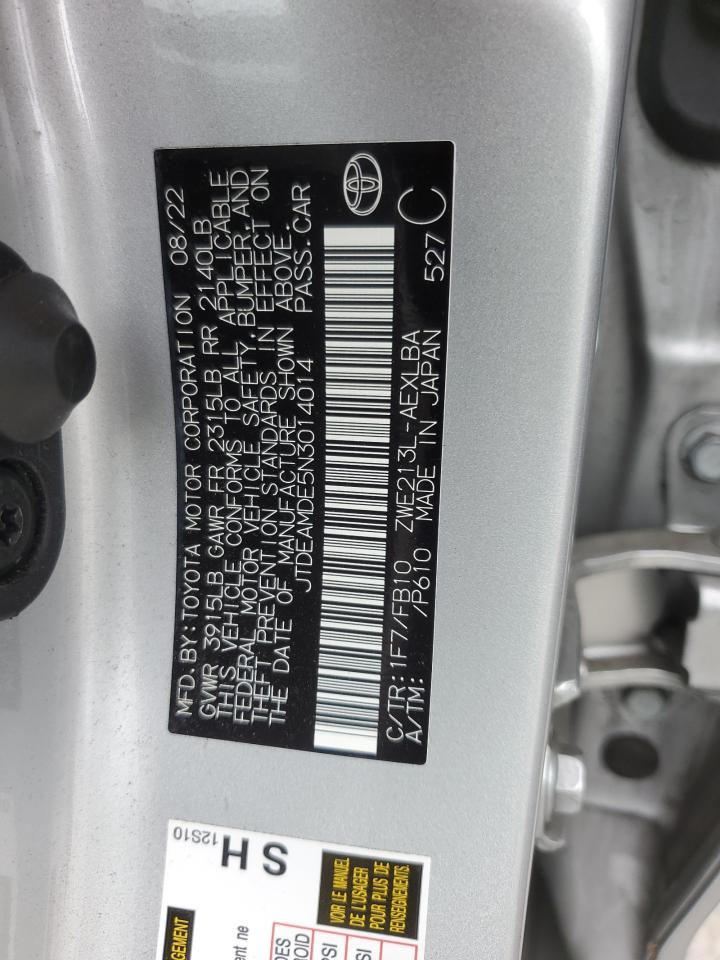 MFD.BY:TOYOTA MOTOR CORPORATION 08/22
GVWR 3915LB GAWR FR 2315LB RR 2140LB
THIS VEHICLE CONFORMS TO ALL APPLICABLE
FEDERAL MOTOR VEHICLE SAFETY,BUMPER,AND
THEFT PREVENTION STANDARDS IN EFFECT ON
THE DATE OF MANUFACTURE SHOWN ABOVE.
JTDEAMDE5N3014014 PASS.CAR
C/TR:1F7/FB10 ZWE213L-AEXLBA
A/TM: /P610 MADE IN JAPAN 527 C
12S10
SH
VOIR LE MANUEL
DE L'USAGER
POUR PLUS DE
RENSEIGNEMENTS.